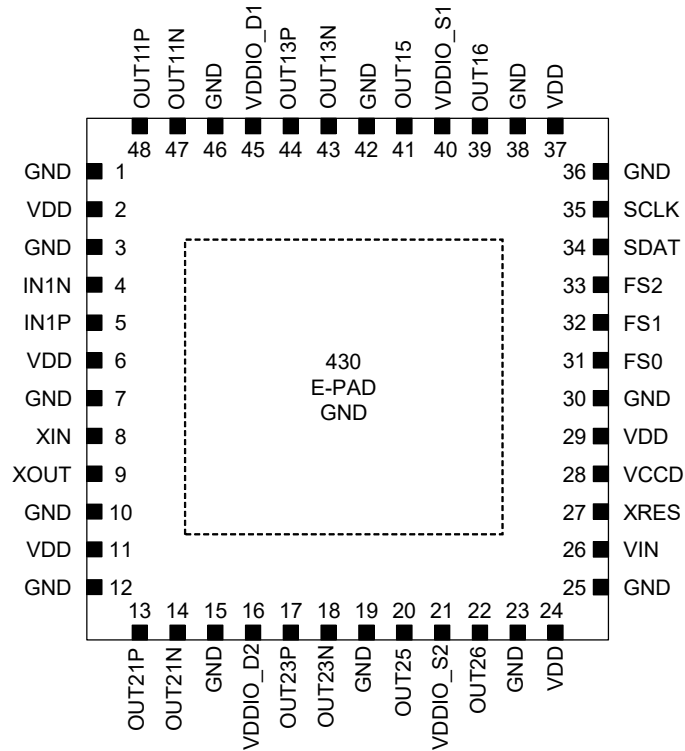 OUT11P OUT11N GND VDDIO_D1 OUT13P OUT13N GND OUT15 VDDIO_S1 OUT16 GND VDD
48 47 46 45 44 43 42 41 40 39 38 37
GND 1 36 GND
VDD 2 35 SCLK
GND 3 34 SDAT
IN1N 4 33 FS2
IN1P 5 32 FS1
VDD 6 31 FS0
GND 7 30 GND
XIN 8 29 VDD
XOUT 9 28 VCCD
GND 10 27 XRES
VDD 11 26 VIN
GND 12 25 GND
430
E-PAD
GND
13 14 15 16 17 18 19 20 21 22 23 24
OUT21P OUT21N GND VDDIO_D2 OUT23P OUT23N GND OUT25 VDDIO_S2 OUT26 GND VDD